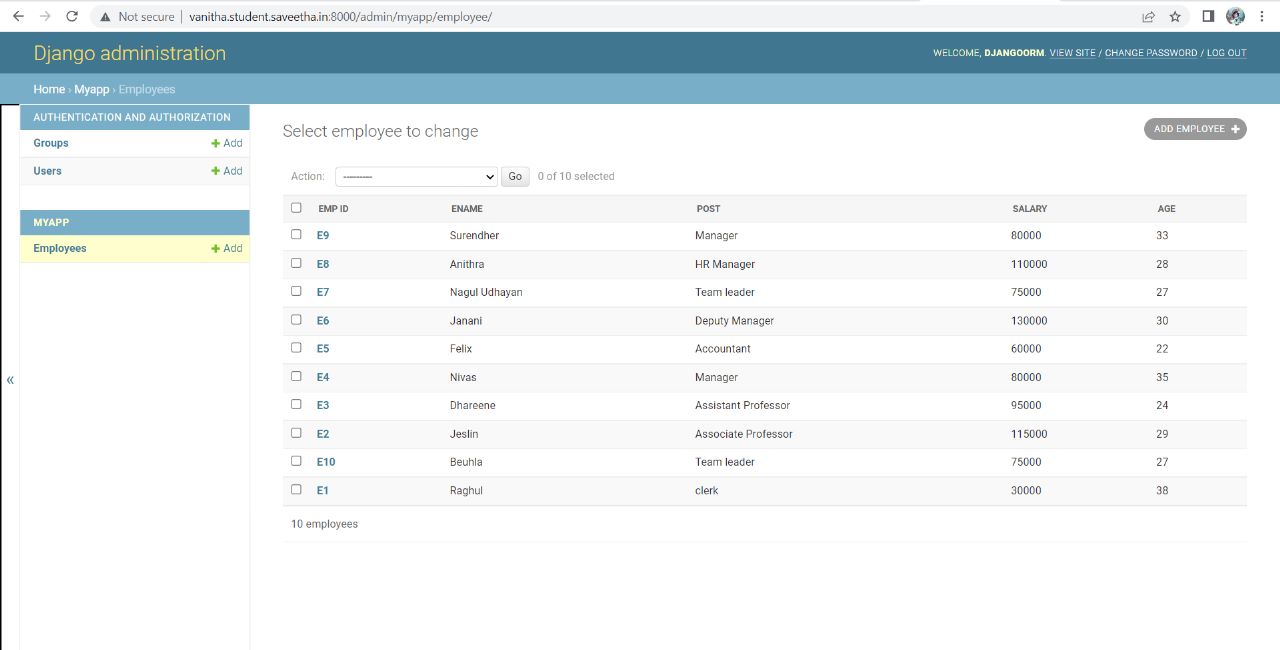 Not secure | vanitha.student.saveetha.in:8000/admin/myapp/employee/
Django administration
WELCOME, DJANGOORM. VIEW SITE / CHANGE PASSWORD / LOG OUT
Home › Myapp › Employees
AUTHENTICATION AND AUTHORIZATION
Groups + Add
Users + Add
MYAPP
Employees + Add
«
Select employee to change
ADD EMPLOYEE +
Action: --------- Go 0 of 10 selected
EMP ID ENAME POST SALARY AGE
E9 Surendher Manager 80000 33
E8 Anithra HR Manager 110000 28
E7 Nagul Udhayan Team leader 75000 27
E6 Janani Deputy Manager 130000 30
E5 Felix Accountant 60000 22
E4 Nivas Manager 80000 35
E3 Dhareene Assistant Professor 95000 24
E2 Jeslin Associate Professor 115000 29
E10 Beuhla Team leader 75000 27
E1 Raghul clerk 30000 38
10 employees